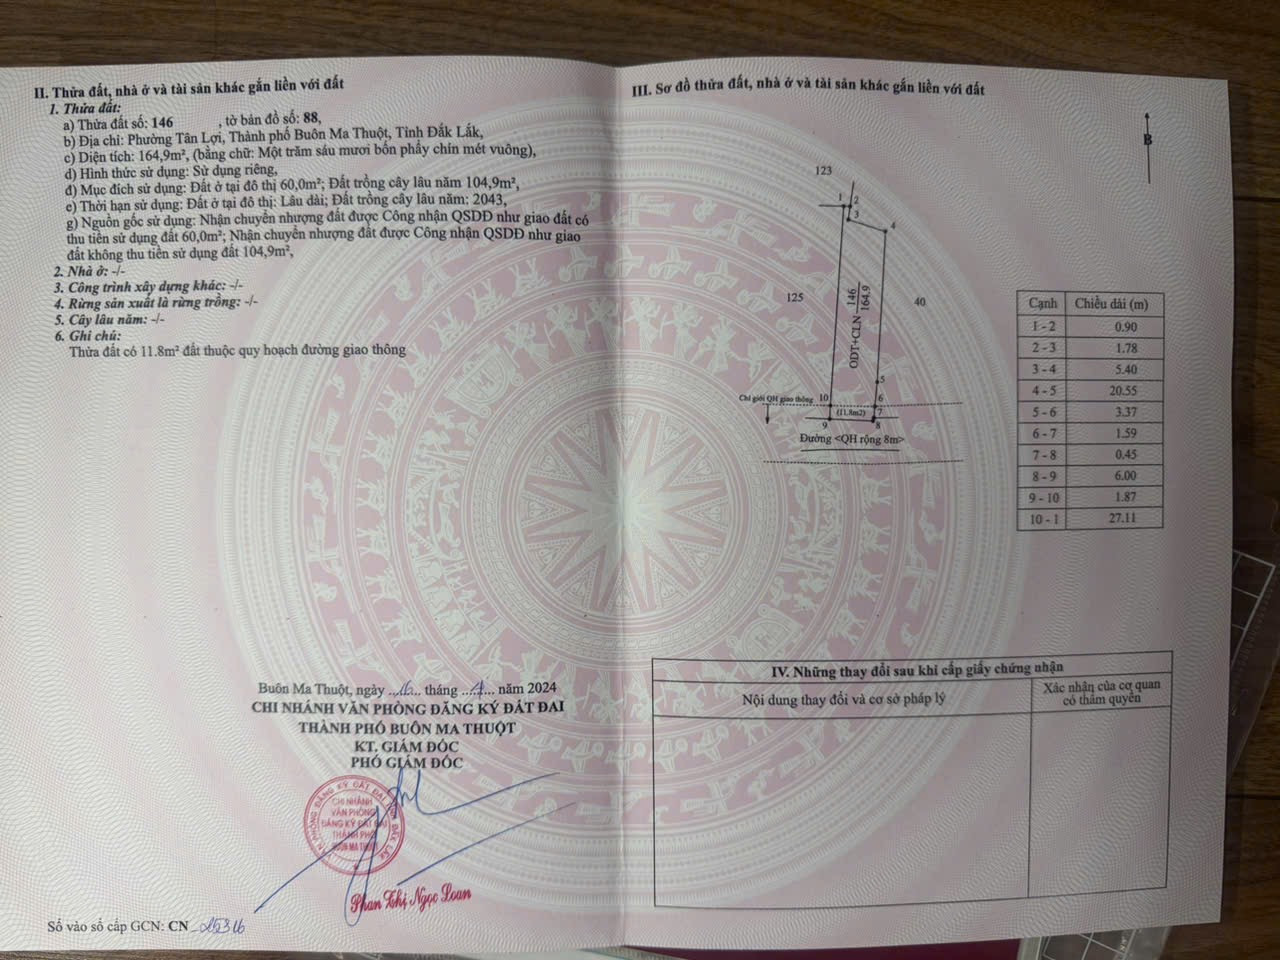 II. Thửa đất, nhà ở và tài sản khác gắn liền với đất
1. Thửa đất:
a) Thửa đất số: 146 , tờ bản đồ số: 88,
b) Địa chỉ: Phường Tân Lợi, Thành phố Buôn Ma Thuột, Tỉnh Đắk Lắk,
c) Diện tích: 164,9m², (bằng chữ: Một trăm sáu mươi bốn phẩy chín mét vuông),
d) Hình thức sử dụng: Sử dụng riêng,
đ) Mục đích sử dụng: Đất ở tại đô thị 60,0m²; Đất trồng cây lâu năm 104,9m²,
e) Thời hạn sử dụng: Đất ở tại đô thị: Lâu dài; Đất trồng cây lâu năm: 2043,
g) Nguồn gốc sử dụng: Nhận chuyển nhượng đất được Công nhận QSDĐ như giao đất có
thu tiền sử dụng đất 60,0m²; Nhận chuyển nhượng đất được Công nhận QSDĐ như giao
đất không thu tiền sử dụng đất 104,9m²,
2. Nhà ở: -/-
3. Công trình xây dựng khác: -/-
4. Rừng sản xuất là rừng trồng: -/-
5. Cây lâu năm: -/-
6. Ghi chú:
Thửa đất có 11.8m² đất thuộc quy hoạch đường giao thông
Buôn Ma Thuột, ngày tháng năm 2024
CHI NHÁNH VĂN PHÒNG ĐĂNG KÝ ĐẤT ĐAI
THÀNH PHỐ BUÔN MA THUỘT
KT. GIÁM ĐỐC
PHÓ GIÁM ĐỐC
CHI NHÁNH
VĂN PHÒNG
ĐĂNG KÝ ĐẤT ĐAI
THÀNH PHỐ
BUÔN MA THUỘT
Phan Thị Ngọc Loan
Số vào sổ cấp GCN: CN
III. Sơ đồ thửa đất, nhà ở và tài sản khác gắn liền với đất
B
123
1
2
3
4
125
40
ODT+CLN 146
164,9
5
Chỉ giới QH giao thông
10
6
(11,8m2)
7
9
8
Đường <QH rộng 8m>
Cạnh Chiều dài (m)
1 - 2 0.90
2 - 3 1.78
3 - 4 5.40
4 - 5 20.55
5 - 6 3.37
6 - 7 1.59
7 - 8 0.45
8 - 9 6.00
9 - 10 1.87
10 - 1 27.11
IV. Những thay đổi sau khi cấp giấy chứng nhận
Nội dung thay đổi và cơ sở pháp lý
Xác nhận của cơ quan
có thẩm quyền